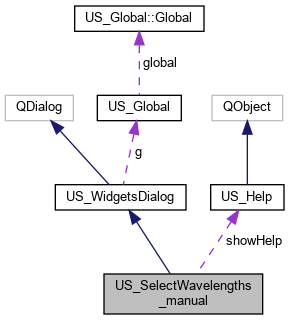 US_Global::Global
global
QDialog
US_Global
QObject
g
US_WidgetsDialog
US_Help
showHelp
US_SelectWavelengths
_manual